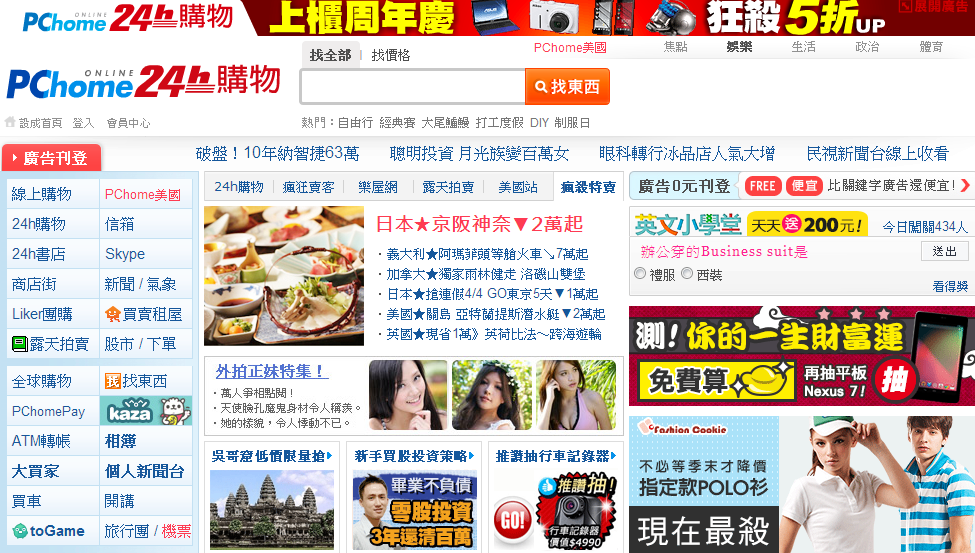 PChome ONLINE 24h購物 上櫃周年慶 狂殺5折UP 展開廣告
PChome美國 焦點 娛樂 生活 政治 體育
找全部 找價格
PChome ONLINE 24h購物
找東西
設成首頁 登入 會員中心
熱門：自由行 經典賽 大尾鱸鰻 打工度假 DIY 制服日
廣告刊登
破盤！10年納智捷63萬 聰明投資 月光族變百萬女 眼科轉行冰品店人氣大增 民視新聞台線上收看
線上購物 PChome美國
24h購物 信箱
24h書店 Skype
商店街 新聞 / 氣象
Liker團購 買賣租屋
露天拍賣 股市 / 下單
全球購物 找東西
PChomePay kaza
ATM轉帳 相簿
大買家 個人新聞台
買車 開講
toGame 旅行團 / 機票
24h購物 瘋狂賣客 樂屋網 露天拍賣 美國站 瘋殺特賣
日本★京阪神奈▼2萬起
・義大利★阿瑪菲頭等艙火車↘7萬起
・加拿大★獨家雨林健走 洛磯山雙堡
・日本★搶連假4/4 GO東京5天▼1萬起
・美國★關島 亞特蘭提斯潛水艇▼2萬起
・英國★現省1萬》英荷比法～跨海遊輪
外拍正妹特集！
・萬人爭相點閱！
・天使臉孔魔鬼身材令人稱羨。
・她的樣貌，令人悸動不已。
吳哥窟低價限量搶 新手買股投資策略 推讚抽行車記錄器
畢業不負債
零股投資
3年還清百萬
推讚抽!
GO!
行車記錄器
價值$4990
廣告0元刊登 FREE 便宜 比關鍵字廣告還便宜!
英文小學堂 天天送200元! 今日闖關434人
辦公穿的Business suit是 送出
禮服 西裝
看得獎
測!你的一生財富運
免費算 再抽平板 Nexus 7! 抽
Fashion Cookie
不必等季末才降價
指定款POLO衫
現在最殺